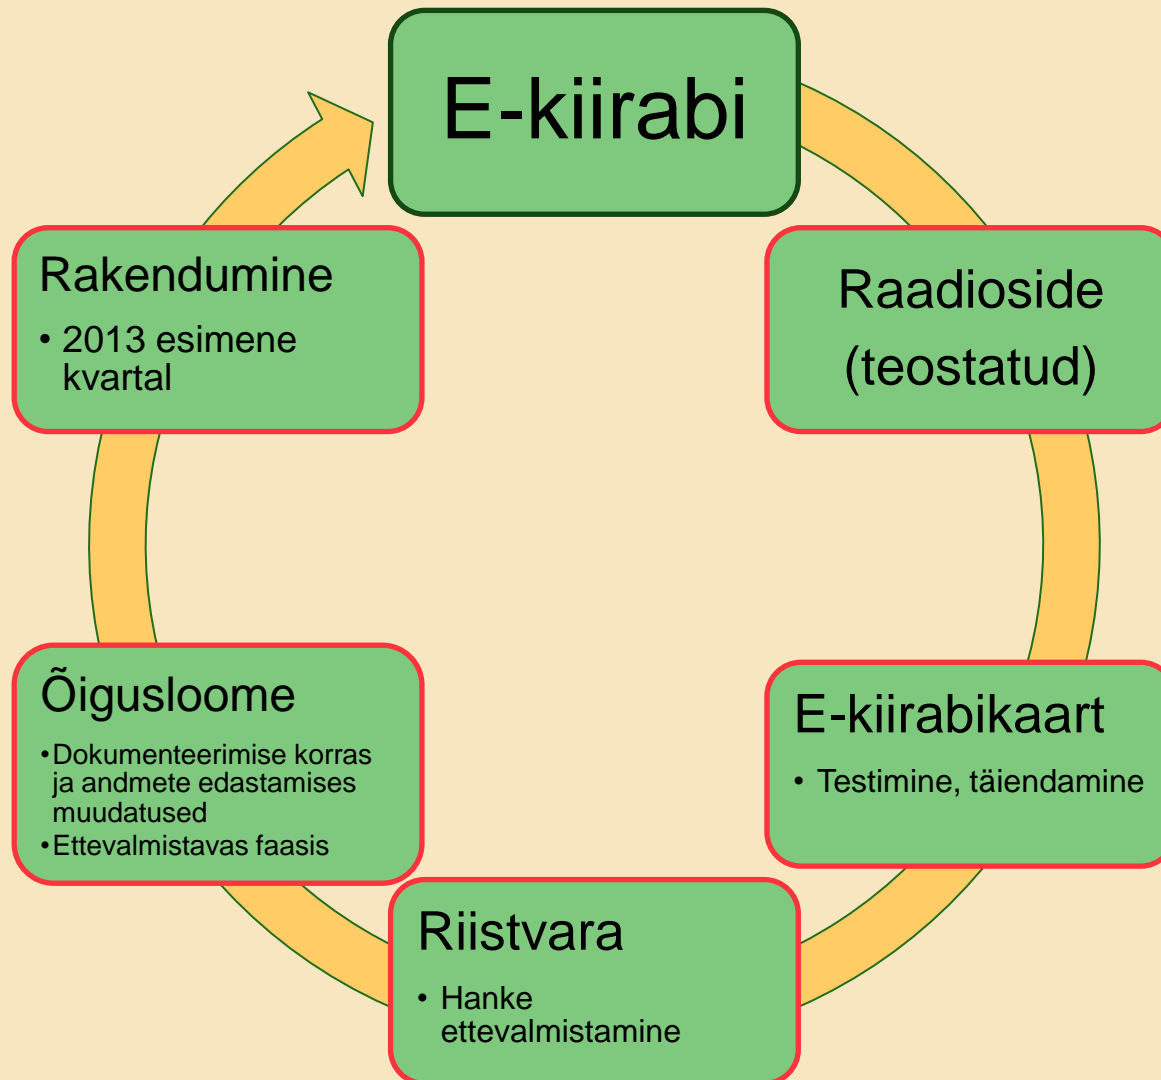 E-kiirabi
Raadioside
(teostatud)
E-kiirabikaart
• Testimine, täiendamine
Riistvara
• Hanke
ettevalmistamine
Õigusloome
• Dokumenteerimise korras
ja andmete edastamises
muudatused
• Ettevalmistavas faasis
Rakendumine
• 2013 esimene
kvartal